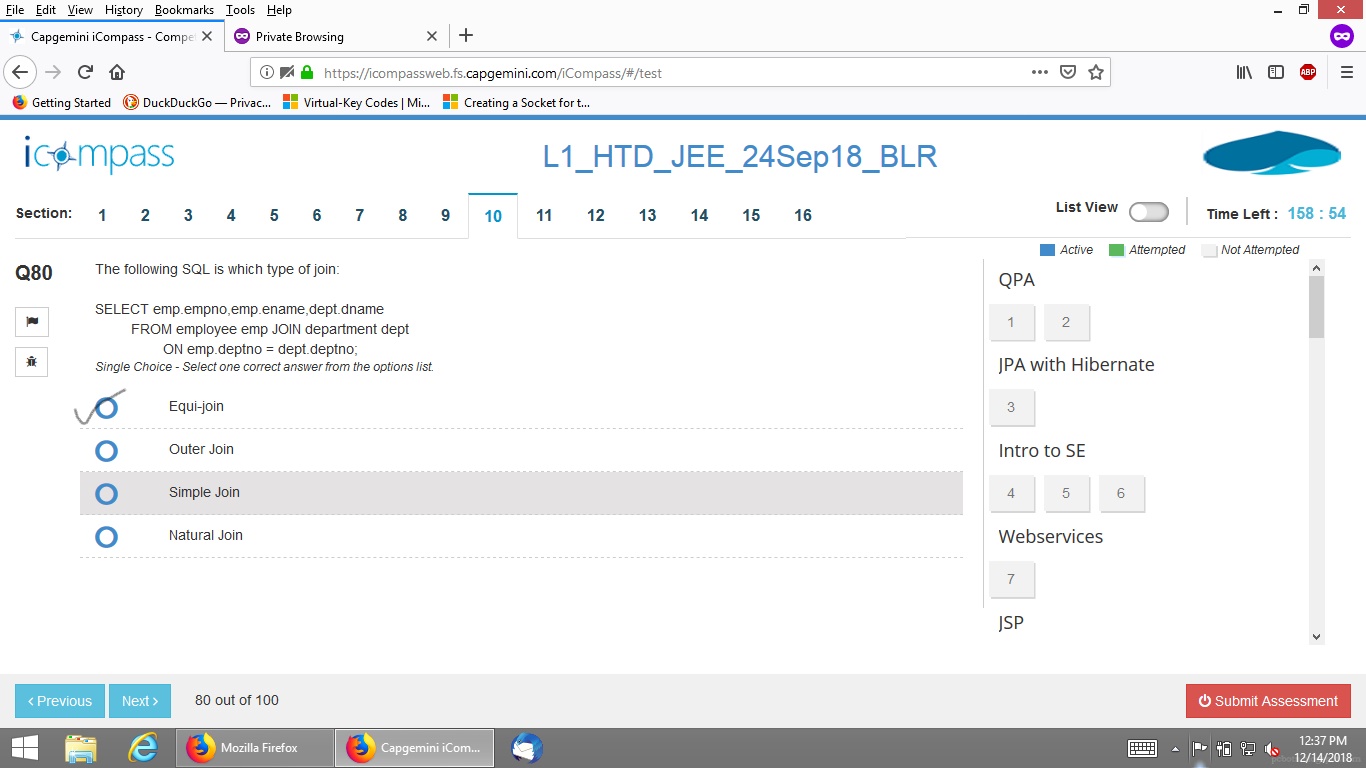 File Edit View History Bookmarks Tools Help
Capgemini iCompass - Compe
Private Browsing
https://icompassweb.fs.capgemini.com/iCompass/#/test
ABP
Getting Started DuckDuckGo — Privac... Virtual-Key Codes | Mi... Creating a Socket for t...
icompass
L1_HTD_JEE_24Sep18_BLR
Section: 1 2 3 4 5 6 7 8 9 10 11 12 13 14 15 16
List View
Time Left : 158 : 54
Active Attempted Not Attempted
Q80
The following SQL is which type of join:
SELECT emp.empno,emp.ename,dept.dname
FROM employee emp JOIN department dept
ON emp.deptno = dept.deptno;
Single Choice - Select one correct answer from the options list.
Equi-join
Outer Join
Simple Join
Natural Join
QPA
1 2
JPA with Hibernate
3
Intro to SE
4 5 6
Webservices
7
JSP
Previous Next 80 out of 100
Submit Assessment
Mozilla Firefox
Capgemini iCom...
12:37 PM
12/14/2018